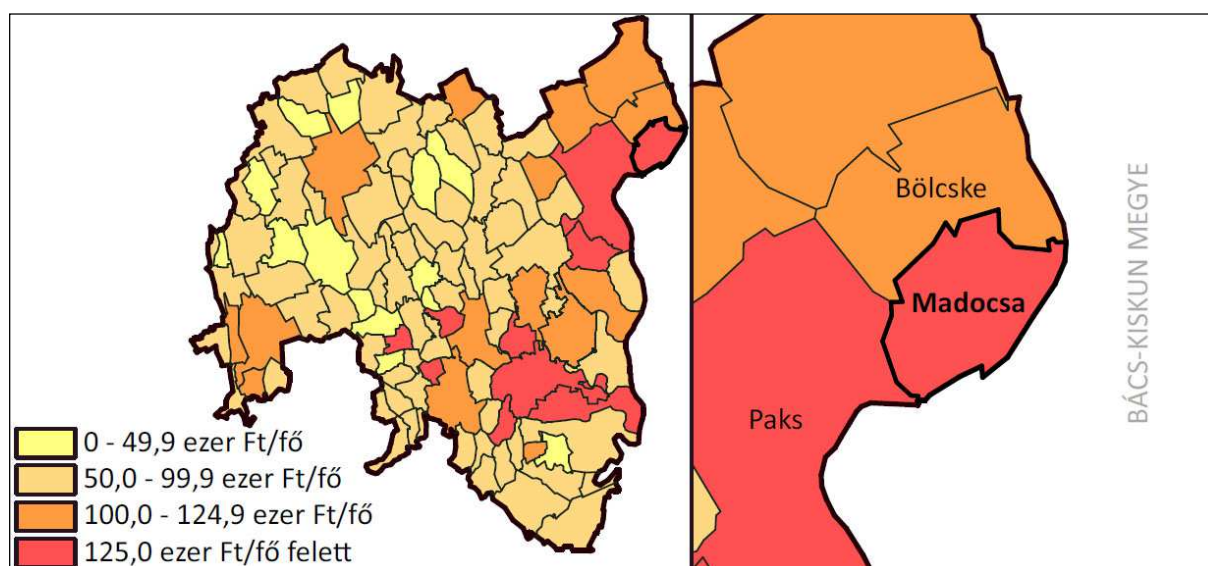 0 - 49,9 ezer Ft/fő
50,0 - 99,9 ezer Ft/fő
100,0 - 124,9 ezer Ft/fő
125,0 ezer Ft/fő felett
Bölcske
Madocsa
Paks
BÁCS-KISKUN MEGYE